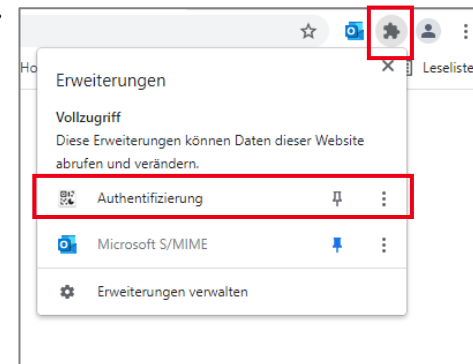 Ho
Leseliste
Erweiterungen
Vollzugriff
Diese Erweiterungen können Daten dieser Website
abrufen und verändern.
Authentifizierung
Microsoft S/MIME
Erweiterungen verwalten